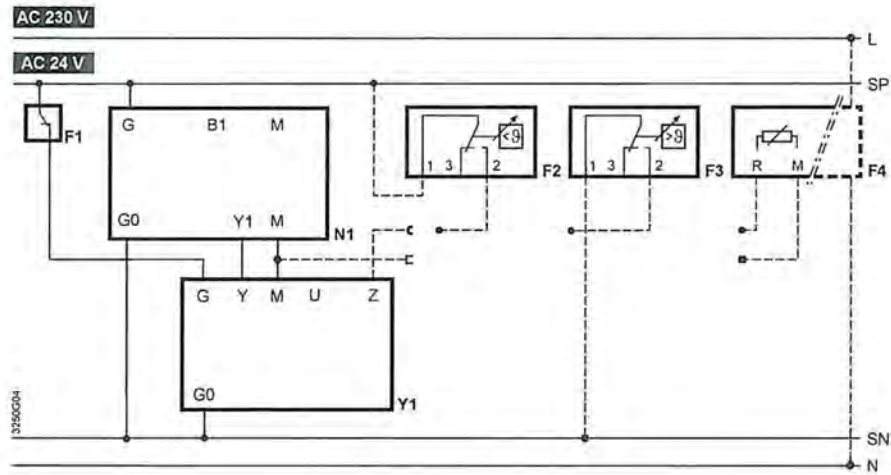 AC 230 V
L
AC 24 V
SP
F1
G B1 M
G0 Y1 M
N1
<ϑ
1 3 2
F2
>ϑ
1 3 2
F3
R M
F4
G Y M U Z
G0
Y1
3250G04
SN
N